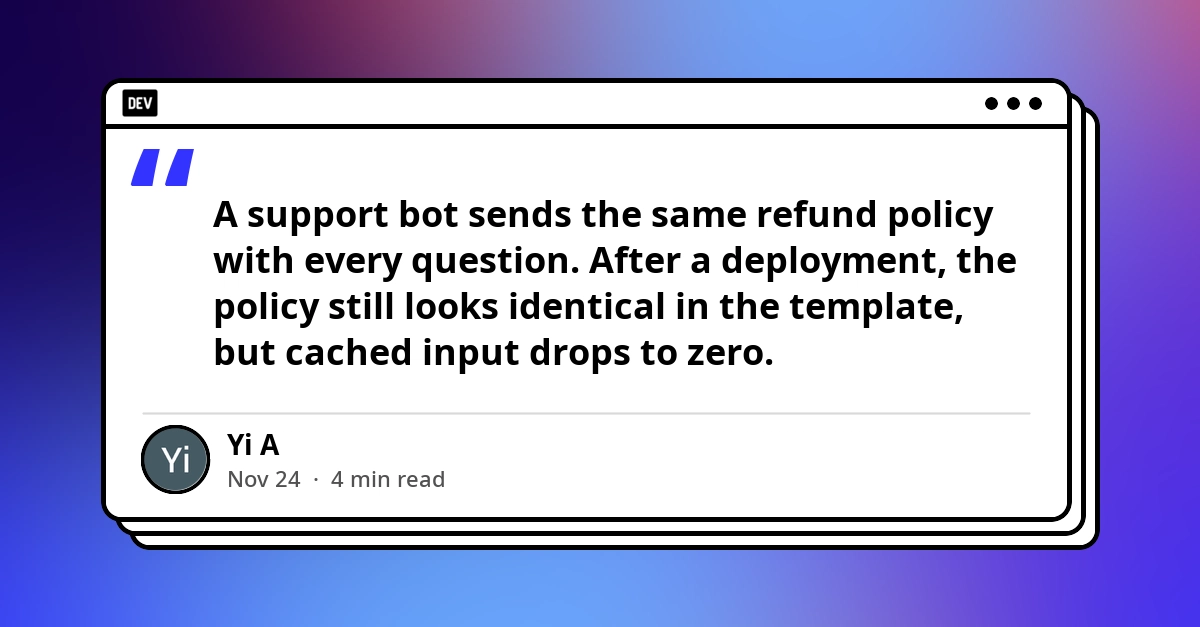 DEV
A support bot sends the same refund policy
with every question. After a deployment, the
policy still looks identical in the template,
but cached input drops to zero.
Yi
Yi A
Nov 24 · 4 min read